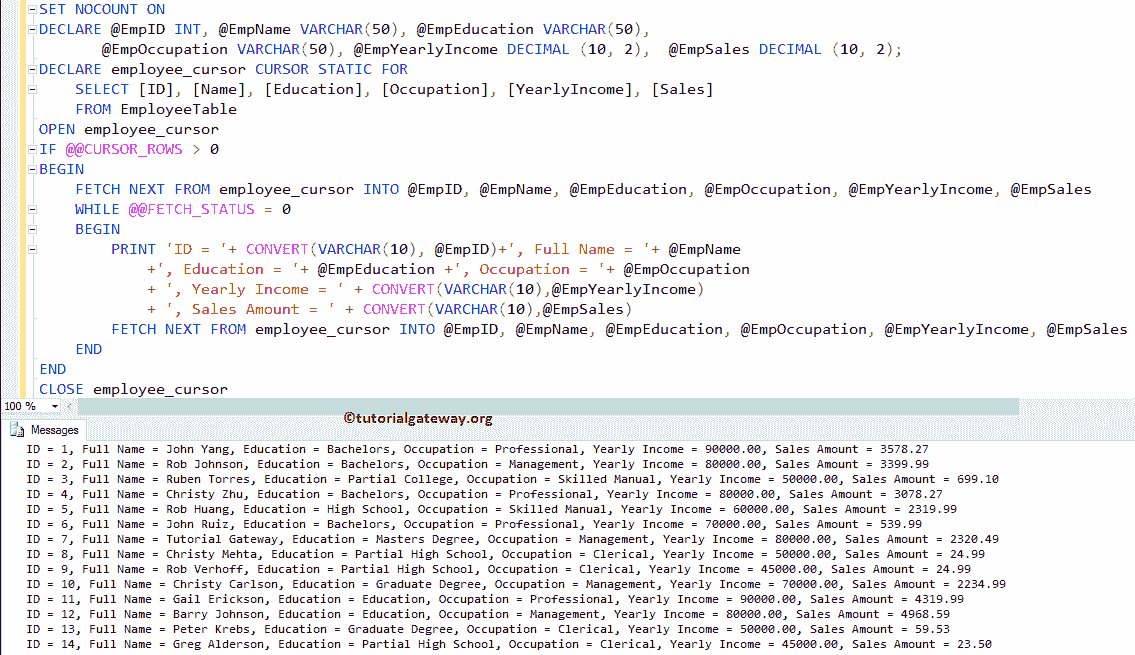 SET NOCOUNT ON
DECLARE @EmpID INT, @EmpName VARCHAR(50), @EmpEducation VARCHAR(50),
@EmpOccupation VARCHAR(50), @EmpYearlyIncome DECIMAL (10, 2), @EmpSales DECIMAL (10, 2);
DECLARE employee_cursor CURSOR STATIC FOR
SELECT [ID], [Name], [Education], [Occupation], [YearlyIncome], [Sales]
FROM EmployeeTable
OPEN employee_cursor
IF @@CURSOR_ROWS > 0
BEGIN
FETCH NEXT FROM employee_cursor INTO @EmpID, @EmpName, @EmpEducation, @EmpOccupation, @EmpYearlyIncome, @EmpSales
WHILE @@FETCH_STATUS = 0
BEGIN
PRINT 'ID = '+ CONVERT(VARCHAR(10), @EmpID)+', Full Name = '+ @EmpName
+', Education = '+ @EmpEducation +', Occupation = '+ @EmpOccupation
+ ', Yearly Income = ' + CONVERT(VARCHAR(10),@EmpYearlyIncome)
+ ', Sales Amount = ' + CONVERT(VARCHAR(10),@EmpSales)
FETCH NEXT FROM employee_cursor INTO @EmpID, @EmpName, @EmpEducation, @EmpOccupation, @EmpYearlyIncome, @EmpSales
END
END
CLOSE employee_cursor
100 %
©tutorialgateway.org
Messages
ID = 1, Full Name = John Yang, Education = Bachelors, Occupation = Professional, Yearly Income = 90000.00, Sales Amount = 3578.27
ID = 2, Full Name = Rob Johnson, Education = Bachelors, Occupation = Management, Yearly Income = 80000.00, Sales Amount = 3399.99
ID = 3, Full Name = Ruben Torres, Education = Partial College, Occupation = Skilled Manual, Yearly Income = 50000.00, Sales Amount = 699.10
ID = 4, Full Name = Christy Zhu, Education = Bachelors, Occupation = Professional, Yearly Income = 80000.00, Sales Amount = 3078.27
ID = 5, Full Name = Rob Huang, Education = High School, Occupation = Skilled Manual, Yearly Income = 60000.00, Sales Amount = 2319.99
ID = 6, Full Name = John Ruiz, Education = Bachelors, Occupation = Professional, Yearly Income = 70000.00, Sales Amount = 539.99
ID = 7, Full Name = Tutorial Gateway, Education = Masters Degree, Occupation = Management, Yearly Income = 80000.00, Sales Amount = 2320.49
ID = 8, Full Name = Christy Mehta, Education = Partial High School, Occupation = Clerical, Yearly Income = 50000.00, Sales Amount = 24.99
ID = 9, Full Name = Rob Verhoff, Education = Partial High School, Occupation = Clerical, Yearly Income = 45000.00, Sales Amount = 24.99
ID = 10, Full Name = Christy Carlson, Education = Graduate Degree, Occupation = Management, Yearly Income = 70000.00, Sales Amount = 2234.99
ID = 11, Full Name = Gail Erickson, Education = Education, Occupation = Professional, Yearly Income = 90000.00, Sales Amount = 4319.99
ID = 12, Full Name = Barry Johnson, Education = Education, Occupation = Management, Yearly Income = 80000.00, Sales Amount = 4968.59
ID = 13, Full Name = Peter Krebs, Education = Graduate Degree, Occupation = Clerical, Yearly Income = 50000.00, Sales Amount = 59.53
ID = 14, Full Name = Greg Alderson, Education = Partial High School, Occupation = Clerical, Yearly Income = 45000.00, Sales Amount = 23.50